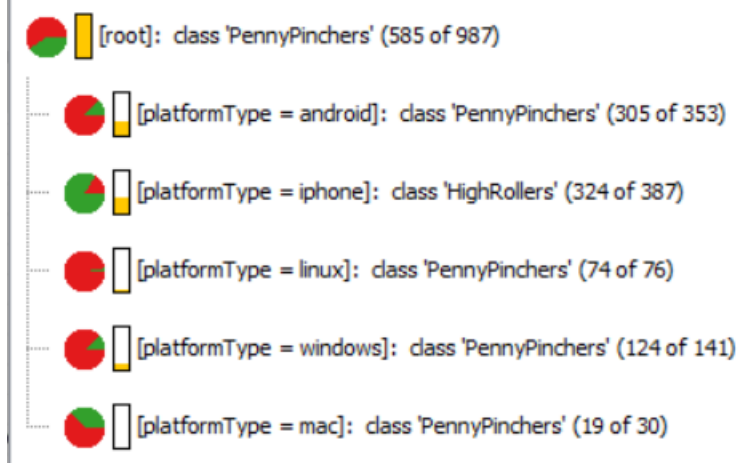 [root]: class 'PennyPinchers' (585 of 987)
[platformType = android]: class 'PennyPinchers' (305 of 353)
[platformType = iphone]: class 'HighRollers' (324 of 387)
[platformType = linux]: class 'PennyPinchers' (74 of 76)
[platformType = windows]: class 'PennyPinchers' (124 of 141)
[platformType = mac]: class 'PennyPinchers' (19 of 30)